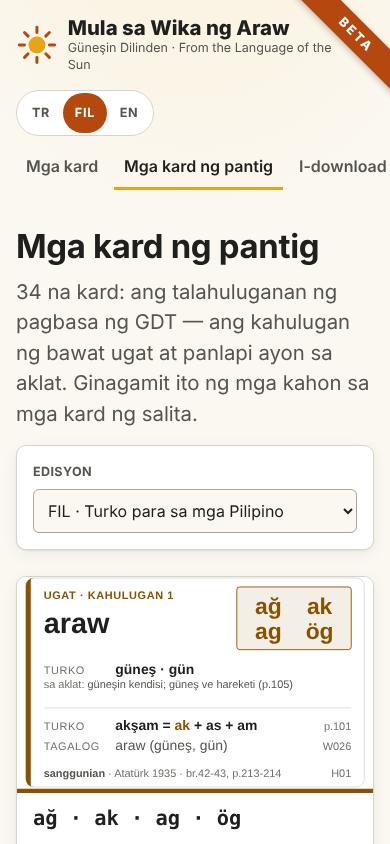 Mula sa Wika ng Araw
Güneşin Dilinden · From the Language of the
Sun
BETA
TR FIL EN
Mga kard Mga kard ng pantig I-download
Mga kard ng pantig
34 na kard: ang talahuluganan ng
pagbasa ng GDT — ang kahulugan
ng bawat ugat at panlapi ayon sa
aklat. Ginagamit ito ng mga kahon sa
mga kard ng salita.
EDISYON
FIL · Turko para sa mga Pilipino
UGAT · KAHULUGAN 1
araw
ağ ak
ag ög
TURKO güneş · gün
sa aklat: güneşin kendisi; güneş ve hareketi (p.105)
TURKO akşam = ak + as + am p.101
TAGALOG araw (güneş, gün) W026
sanggunian · Atatürk 1935 · br.42-43, p.213-214 H01
ağ · ak · ag · ög